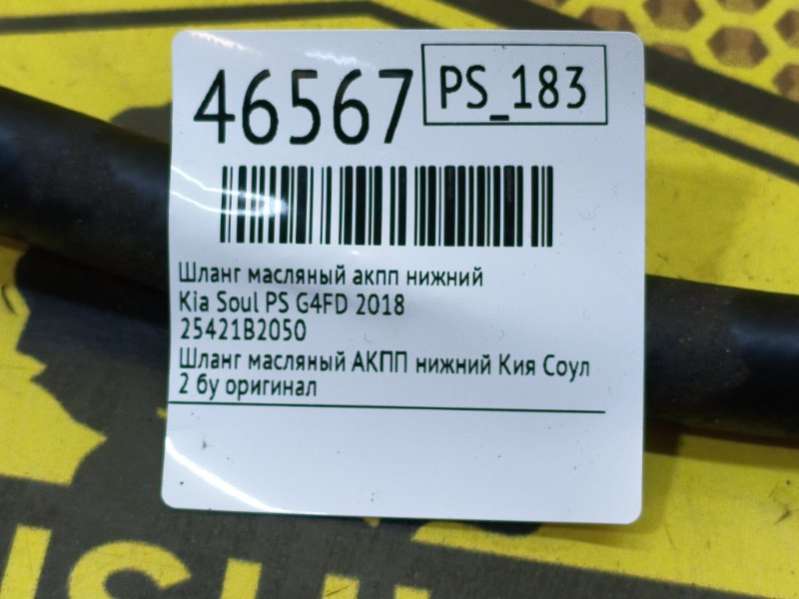 46567
PS_183
Шланг масляный акпп нижний
Kia Soul PS G4FD 2018
25421B2050
Шланг масляный АКПП нижний Кия Соул
2 бу оригинал